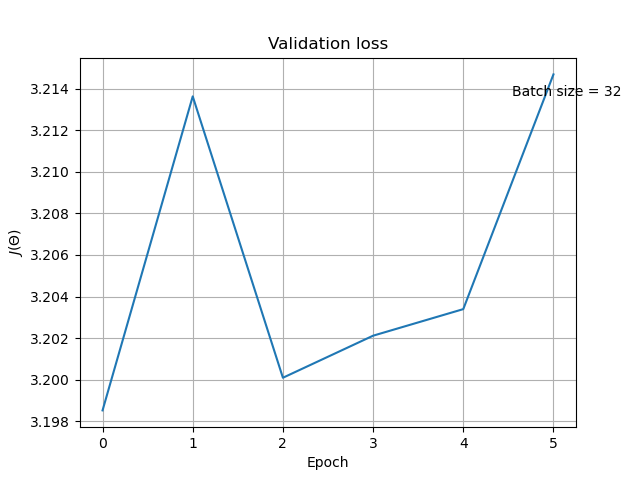 Validation loss
3.214
Batch size = 32
3.212
3.210
3.208
3.206
J(Θ)
3.204
3.202
3.200
3.198
0 1 2 3 4 5
Epoch